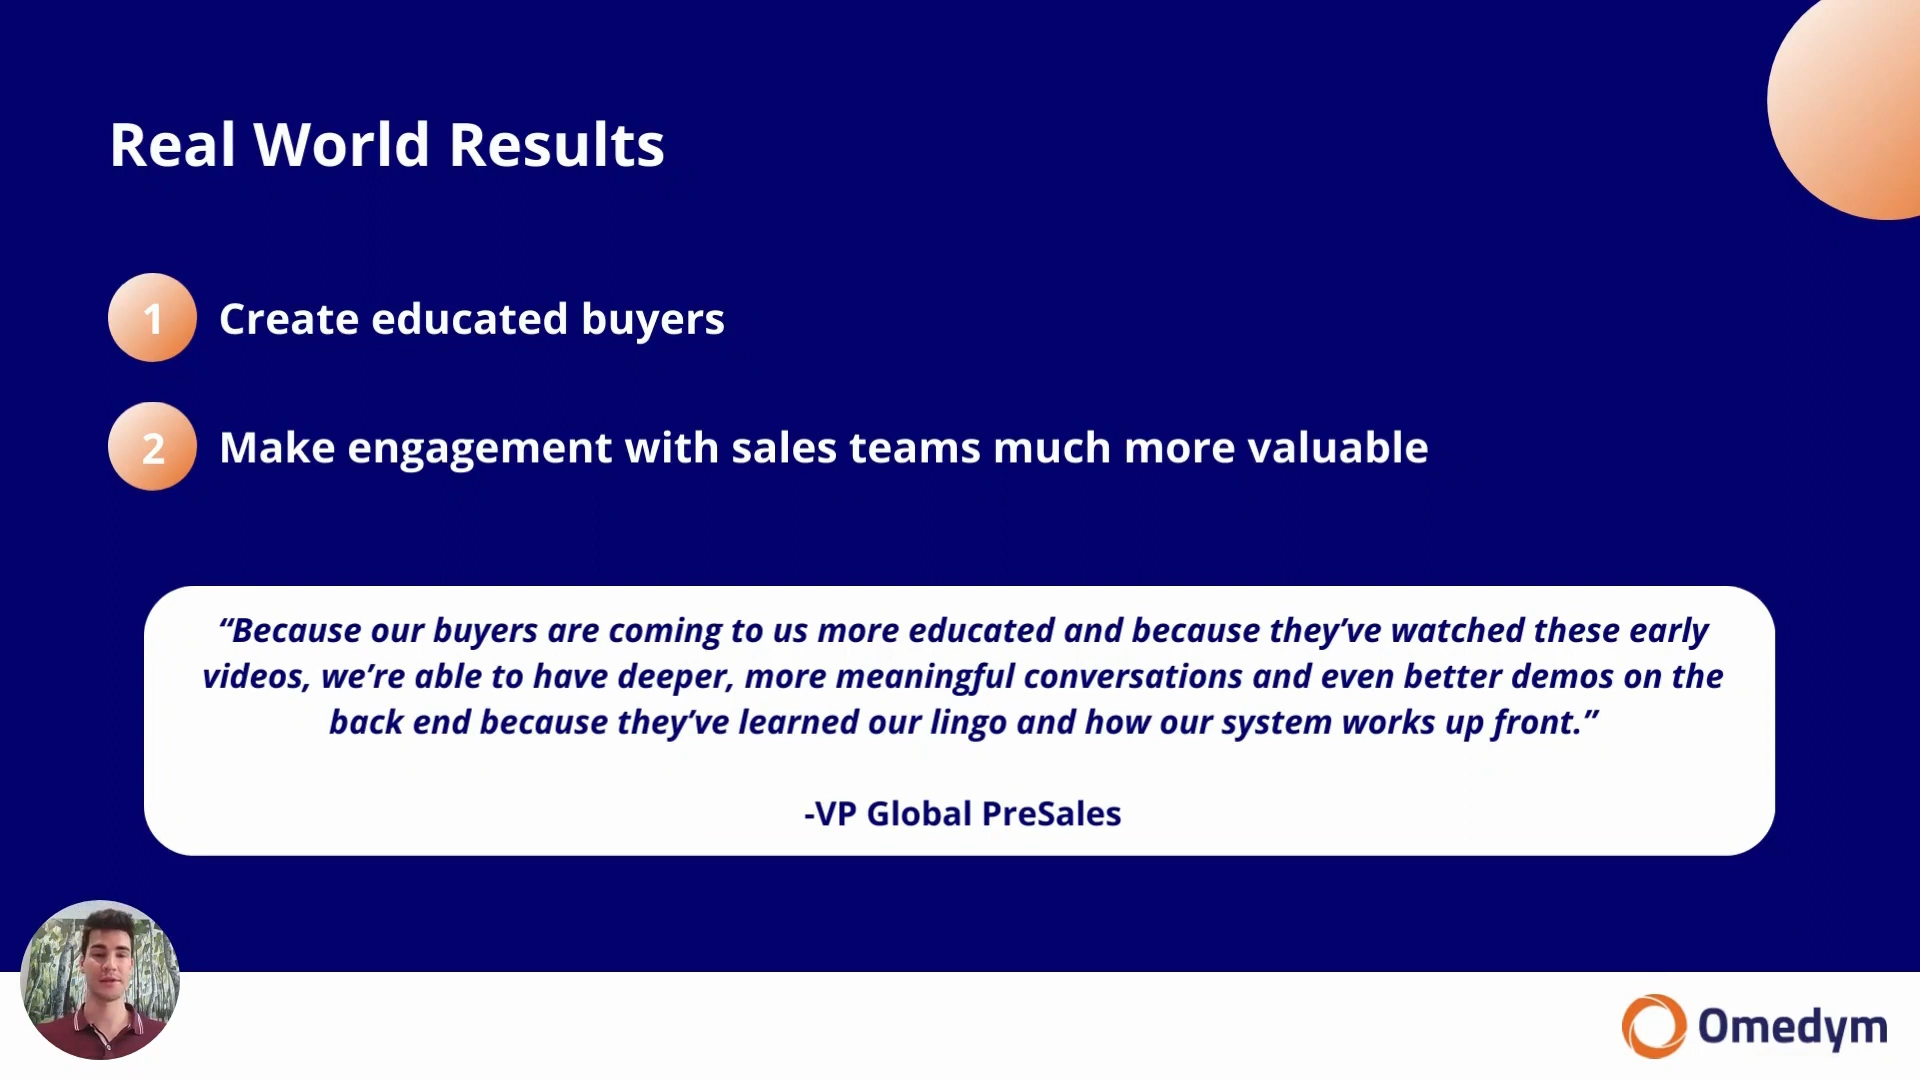 Real World Results
1 Create educated buyers
2 Make engagement with sales teams much more valuable
“Because our buyers are coming to us more educated and because they’ve watched these early
videos, we’re able to have deeper, more meaningful conversations and even better demos on the
back end because they’ve learned our lingo and how our system works up front.”
-VP Global PreSales
Omedym